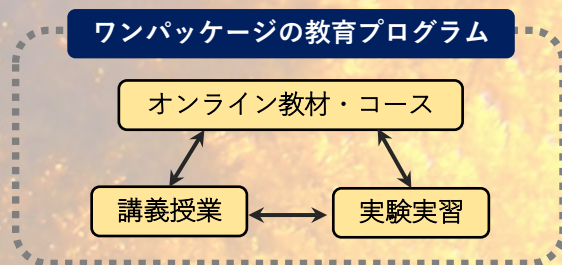 ワンパッケージの教育プログラム
オンライン教材・コース
講義授業
実験実習